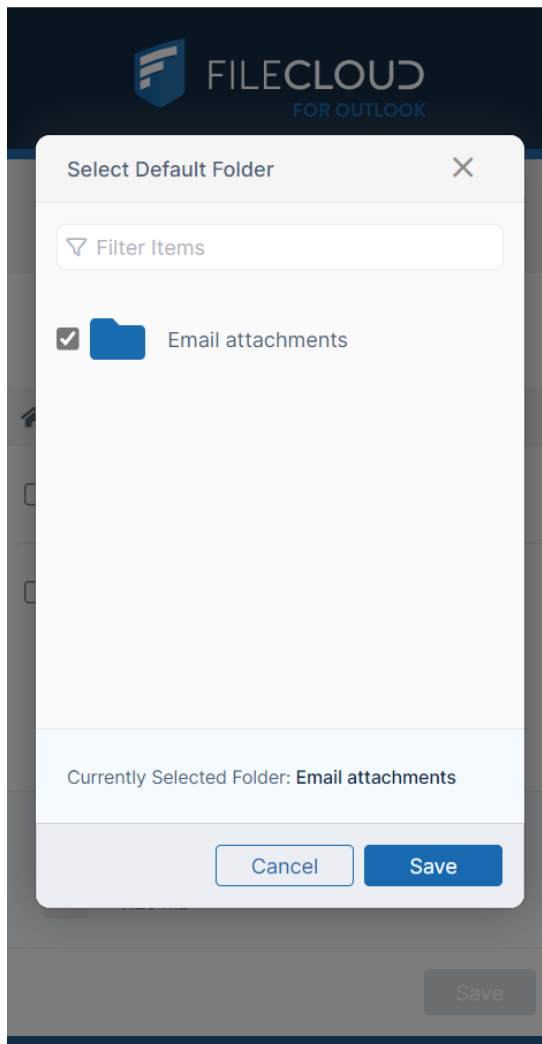 FILECLOUD
FOR OUTLOOK
Select Default Folder
Filter Items
Email attachments
Currently Selected Folder: Email attachments
Cancel
Save
Save